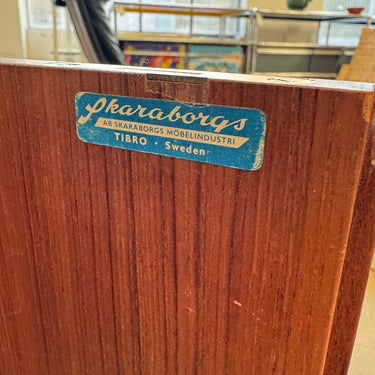 Skaraborgs
AB SKARABORGS MÖBELINDUSTRI
TIBRO · Sweden